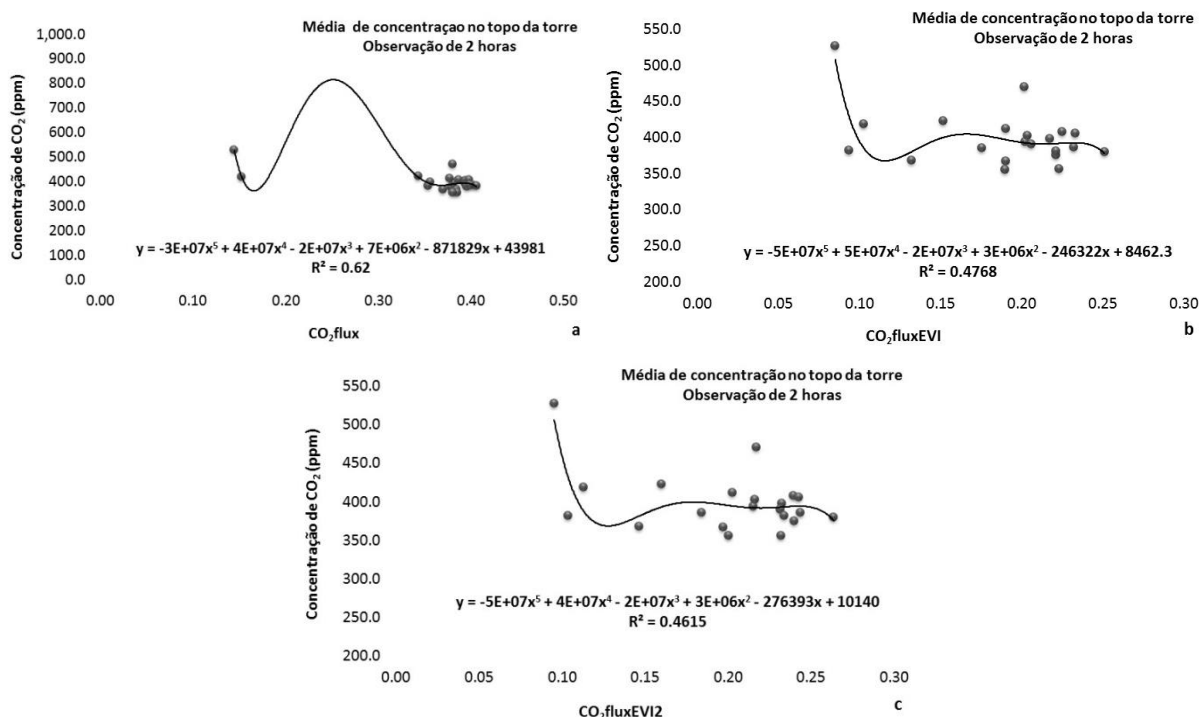 Média de concentraçao no topo da torre
Observação de 2 horas
Concentração de CO₂ (ppm)
1,000.0
900.0
800.0
700.0
600.0
500.0
400.0
300.0
200.0
100.0
0.0
y = -3E+07x⁵ + 4E+07x⁴ - 2E+07x³ + 7E+06x² - 871829x + 43981
R² = 0.62
0.00 0.20 0.30 0.40 0.50
CO₂flux
a
Média de concentração no topo da torre
Observação de 2 horas
Concentração de CO₂ (ppm)
550.0
500.0
450.0
400.0
350.0
300.0
250.0
200.0
y = -5E+07x⁵ + 5E+07x⁴ - 2E+07x³ + 3E+06x² - 246322x + 8462.3
R² = 0.4768
0.00 0.05 0.10 0.15 0.20 0.25 0.30
CO₂fluxEVI
b
Média de concentração no topo da torre
Observação de 2 horas
Concentração de CO₂ (ppm)
550.0
500.0
450.0
400.0
350.0
300.0
250.0
200.0
y = -5E+07x⁵ + 4E+07x⁴ - 2E+07x³ + 3E+06x² - 276393x + 10140
R² = 0.4615
0.00 0.05 0.10 0.15 0.20 0.25 0.30
CO₂fluxEVI2
c